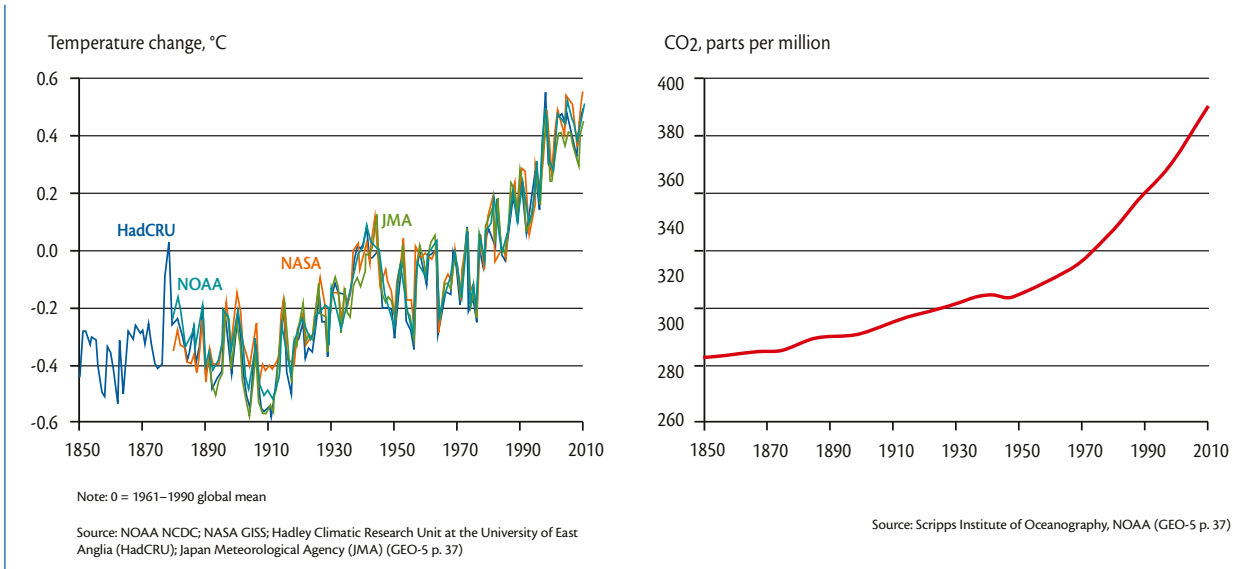 Temperature change, °C
0.6
0.4
0.2
0.0
-0.2
-0.4
-0.6
HadCRU
NOAA
NASA
JMA
1850 1870 1890 1910 1930 1950 1970 1990 2010
Note: 0 = 1961–1990 global mean
Source: NOAA NCDC; NASA GISS; Hadley Climatic Research Unit at the University of East
Anglia (HadCRU); Japan Meteorological Agency (JMA) (GEO-5 p. 37)
CO2, parts per million
400
380
360
340
320
300
280
260
1850 1870 1890 1910 1930 1950 1970 1990 2010
Source: Scripps Institute of Oceanography, NOAA (GEO-5 p. 37)